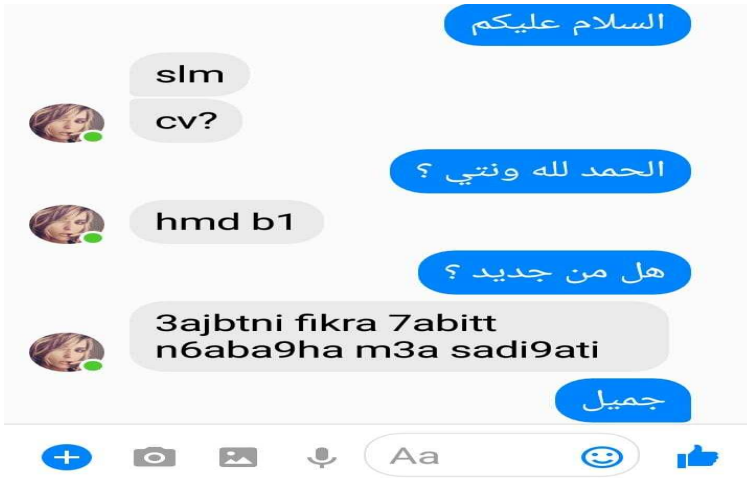 السلام عليكم
slm
cv?
الحمد لله ونتي ؟
hmd b1
هل من جديد ؟
3ajbtni fikra 7abitt
n6aba9ha m3a sadi9ati
جميل
Aa